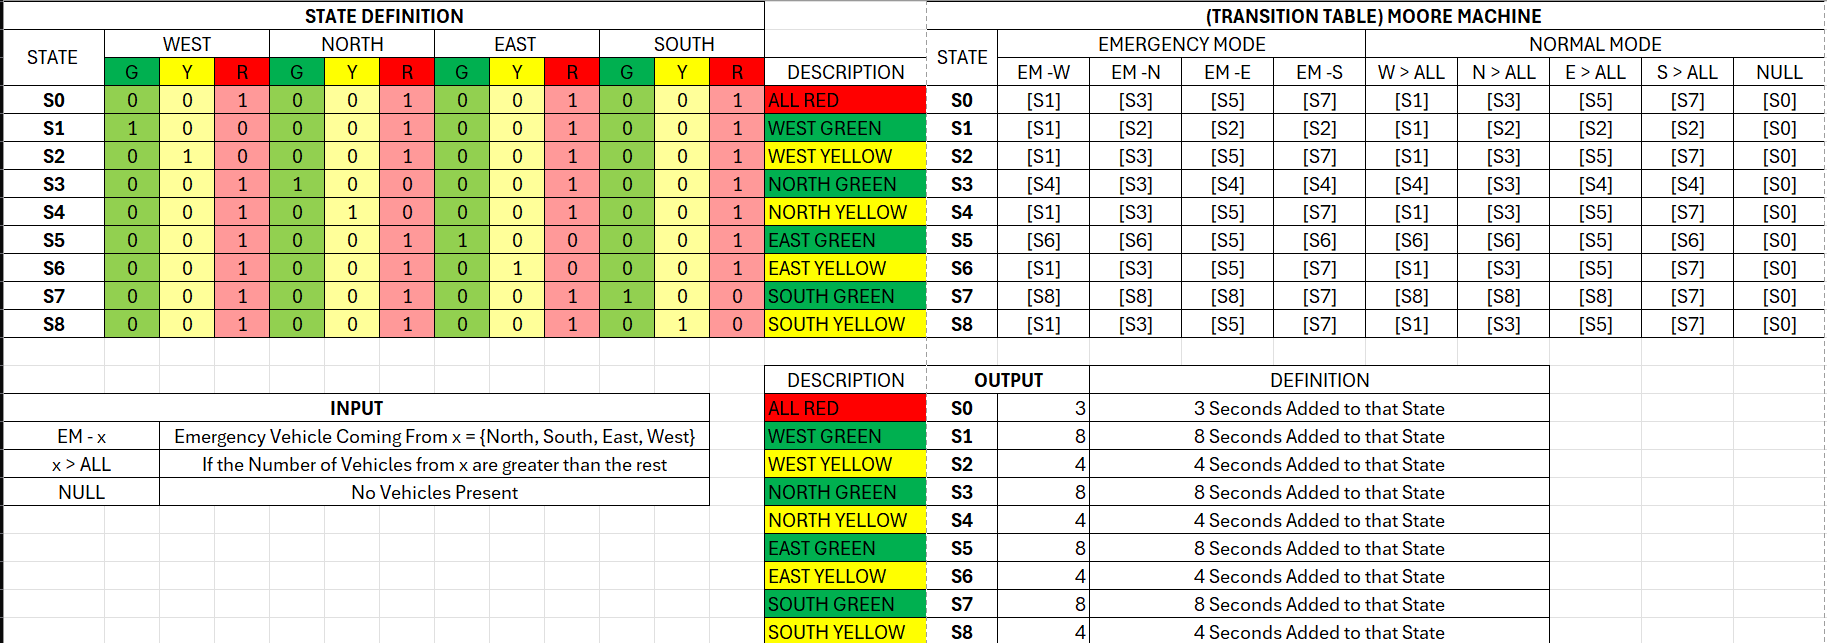 STATE DEFINITION (TRANSITION TABLE) MOORE MACHINE
STATE WEST NORTH EAST SOUTH STATE EMERGENCY MODE NORMAL MODE
G Y R G Y R G Y R G Y R DESCRIPTION EM -W EM -N EM -E EM -S W > ALL N > ALL E > ALL S > ALL NULL
S0 0 0 1 0 0 1 0 0 1 0 0 1 ALL RED S0 [S1] [S3] [S5] [S7] [S1] [S3] [S5] [S7] [S0]
S1 1 0 0 0 0 1 0 0 1 0 0 1 WEST GREEN S1 [S1] [S2] [S2] [S2] [S1] [S2] [S2] [S2] [S0]
S2 0 1 0 0 0 1 0 0 1 0 0 1 WEST YELLOW S2 [S1] [S3] [S5] [S7] [S1] [S3] [S5] [S7] [S0]
S3 0 0 1 1 0 0 0 0 1 0 0 1 NORTH GREEN S3 [S4] [S3] [S4] [S4] [S4] [S3] [S4] [S4] [S0]
S4 0 0 1 0 1 0 0 0 1 0 0 1 NORTH YELLOW S4 [S1] [S3] [S5] [S7] [S1] [S3] [S5] [S7] [S0]
S5 0 0 1 0 0 1 1 0 0 0 0 1 EAST GREEN S5 [S6] [S6] [S5] [S6] [S6] [S6] [S5] [S6] [S0]
S6 0 0 1 0 0 1 0 1 0 0 0 1 EAST YELLOW S6 [S1] [S3] [S5] [S7] [S1] [S3] [S5] [S7] [S0]
S7 0 0 1 0 0 1 0 0 1 1 0 0 SOUTH GREEN S7 [S8] [S8] [S8] [S7] [S8] [S8] [S8] [S7] [S0]
S8 0 0 1 0 0 1 0 0 1 0 1 0 SOUTH YELLOW S8 [S1] [S3] [S5] [S7] [S1] [S3] [S5] [S7] [S0]
INPUT
EM - x Emergency Vehicle Coming From x = {North, South, East, West}
x > ALL If the Number of Vehicles from x are greater than the rest
NULL No Vehicles Present
DESCRIPTION OUTPUT DEFINITION
ALL RED S0 3 3 Seconds Added to that State
WEST GREEN S1 8 8 Seconds Added to that State
WEST YELLOW S2 4 4 Seconds Added to that State
NORTH GREEN S3 8 8 Seconds Added to that State
NORTH YELLOW S4 4 4 Seconds Added to that State
EAST GREEN S5 8 8 Seconds Added to that State
EAST YELLOW S6 4 4 Seconds Added to that State
SOUTH GREEN S7 8 8 Seconds Added to that State
SOUTH YELLOW S8 4 4 Seconds Added to that State